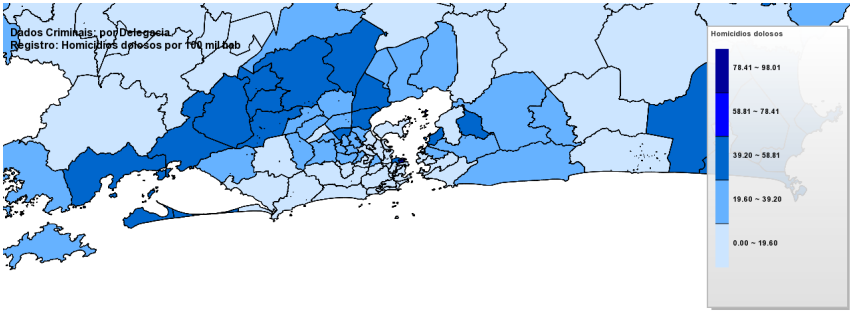 Dados Criminais: por Delegacia
Registro: Homicídios dolosos por 100 mil hab
Homicídios dolosos
78.41 ~ 98.01
58.81 ~ 78.41
39.20 ~ 58.81
19.60 ~ 39.20
0.00 ~ 19.60